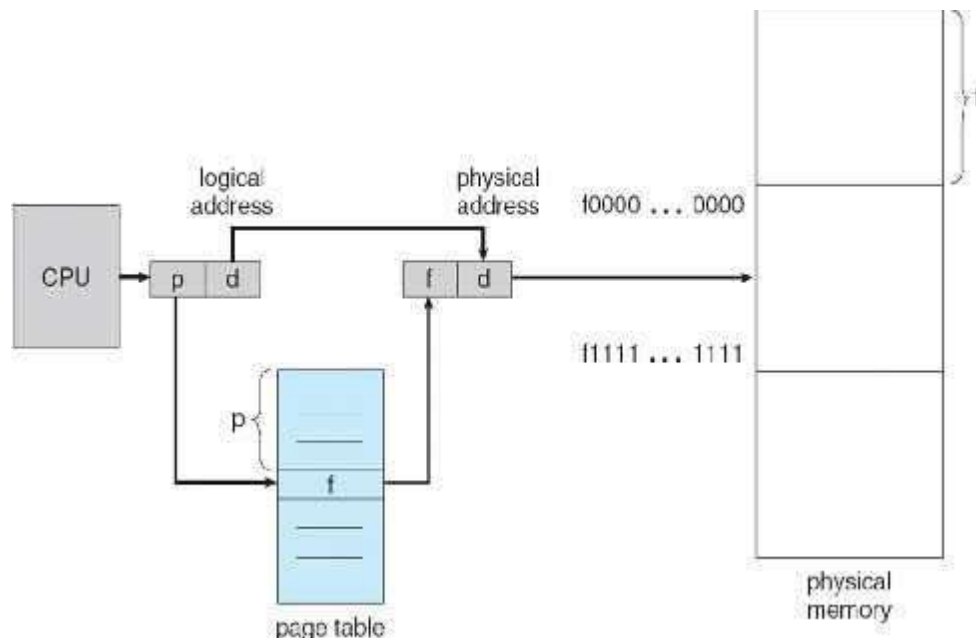 logical
address
physical
address
f0000 ... 0000
CPU
p d
f d
f1111 ... 1111
p
f
page table
physical
memory